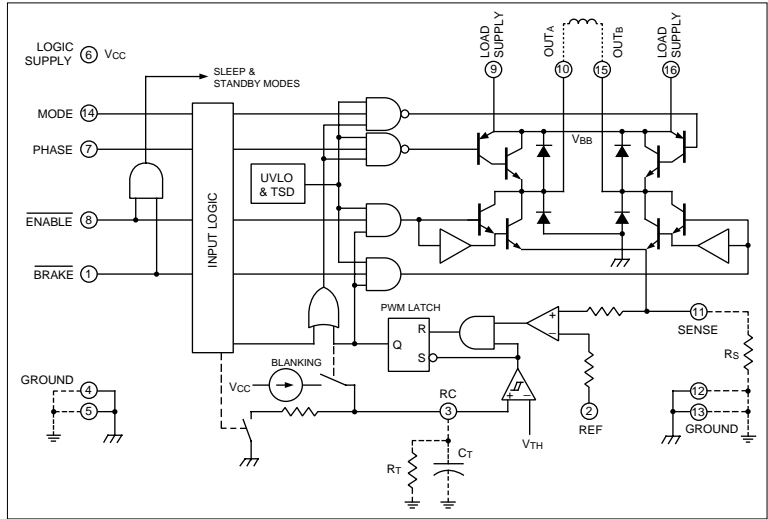 LOGIC
SUPPLY
6
VCC
SLEEP &
STANDBY MODES
LOAD
SUPPLY
9
OUTA
10
OUTB
15
LOAD
SUPPLY
16
MODE
14
PHASE
7
ENABLE
8
BRAKE
1
INPUT LOGIC
UVLO
& TSD
VBB
PWM LATCH
R
Q
S
+
–
11
SENSE
RS
BLANKING
VCC
GROUND
4
5
RC
3
+ –
VTH
2
REF
12
13
GROUND
RT
CT